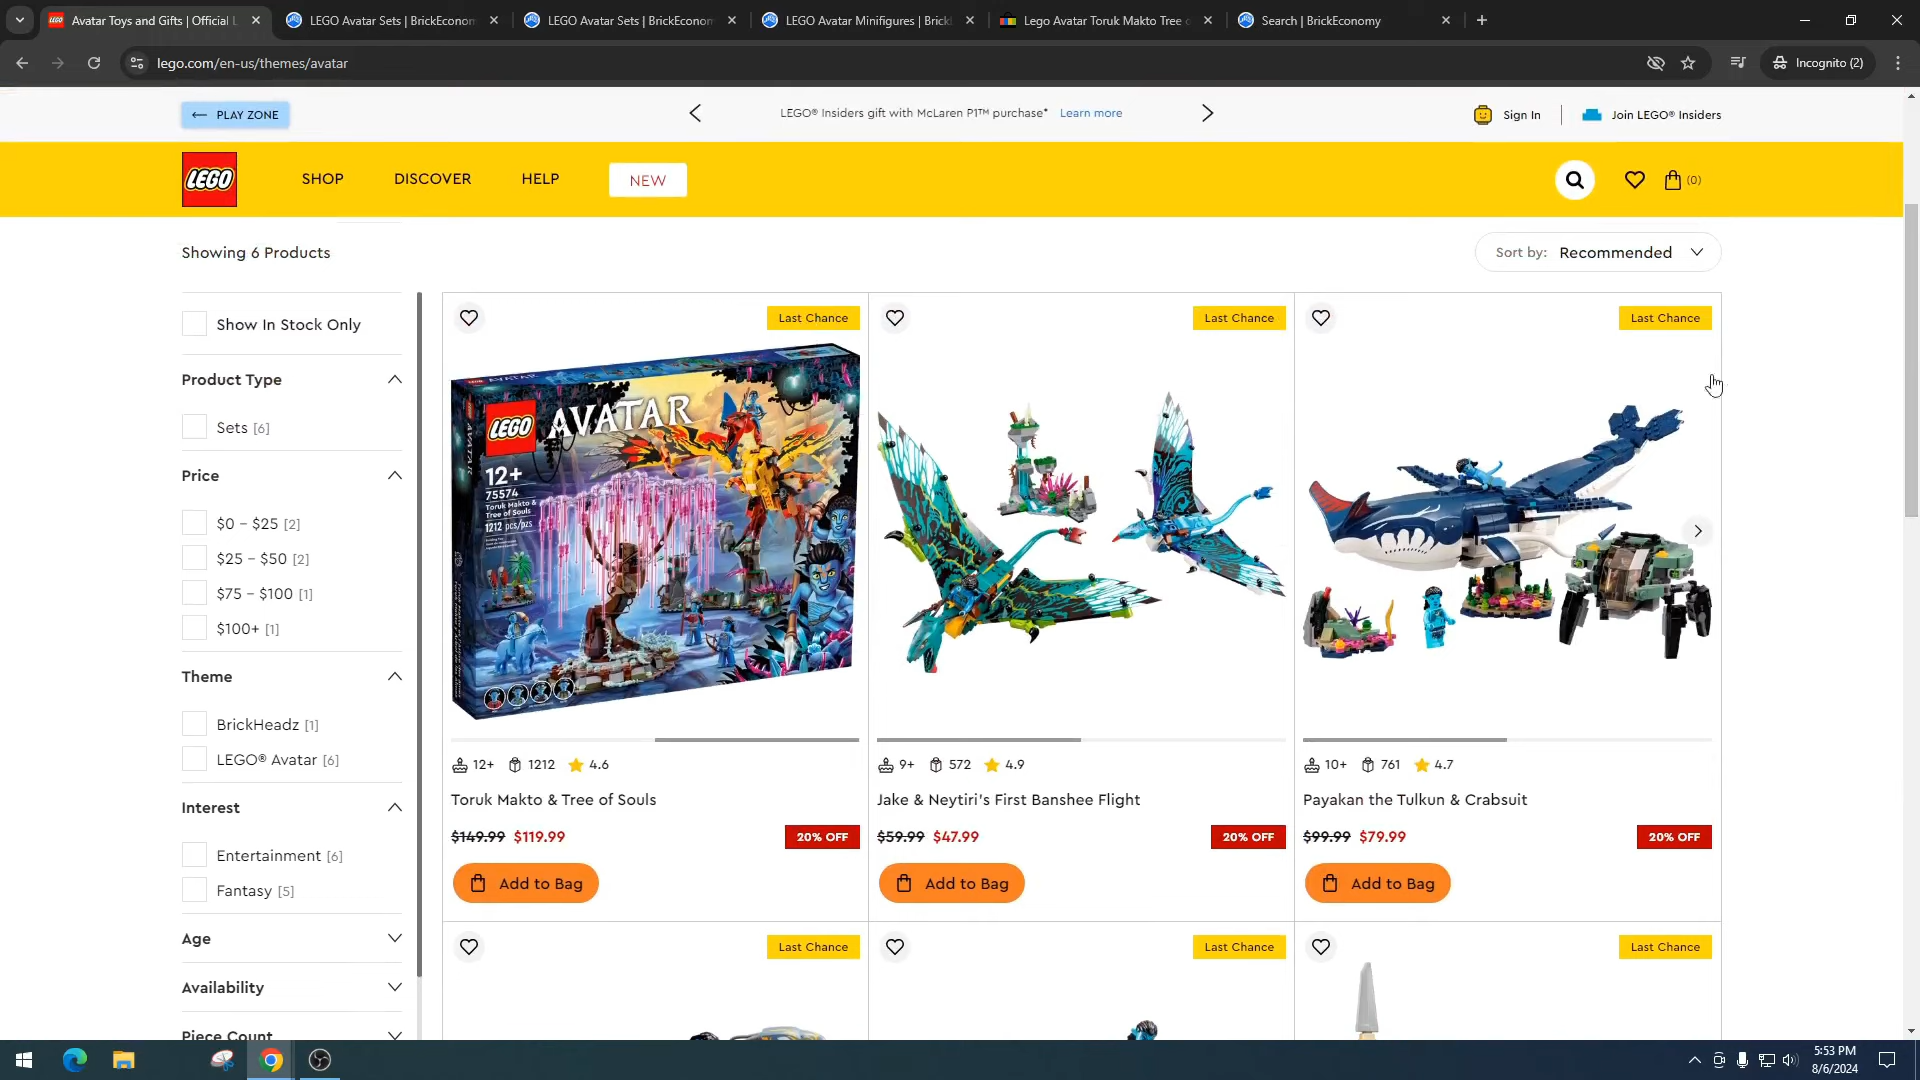 Avatar Toys and Gifts | Official L
LEGO Avatar Sets | BrickEconom
LEGO Avatar Sets | BrickEconom
LEGO Avatar Minifigures | Brick
Lego Avatar Toruk Makto Tree o
Search | BrickEconomy
lego.com/en-us/themes/avatar
Incognito (2)
PLAY ZONE
LEGO® Insiders gift with McLaren P1™ purchase* Learn more
Sign In
Join LEGO® Insiders
LEGO
SHOP
DISCOVER
HELP
NEW
(0)
Showing 6 Products
Sort by: Recommended
Show In Stock Only
Product Type
Sets [6]
Price
$0 - $25 [2]
$25 - $50 [2]
$75 - $100 [1]
$100+ [1]
Theme
BrickHeadz [1]
LEGO® Avatar [6]
Interest
Entertainment [6]
Fantasy [5]
Age
Availability
Piece Count
Last Chance
LEGO
AVATAR
12+
75574
Toruk Makto &
Tree of Souls
1212 pcs/pzs
12+ 1212 4.6
Toruk Makto & Tree of Souls
$149.99 $119.99
20% OFF
Add to Bag
Last Chance
9+ 572 4.9
Jake & Neytiri's First Banshee Flight
$59.99 $47.99
20% OFF
Add to Bag
Last Chance
10+ 761 4.7
Payakan the Tulkun & Crabsuit
$99.99 $79.99
20% OFF
Add to Bag
Last Chance
Last Chance
Last Chance
5:53 PM
8/6/2024